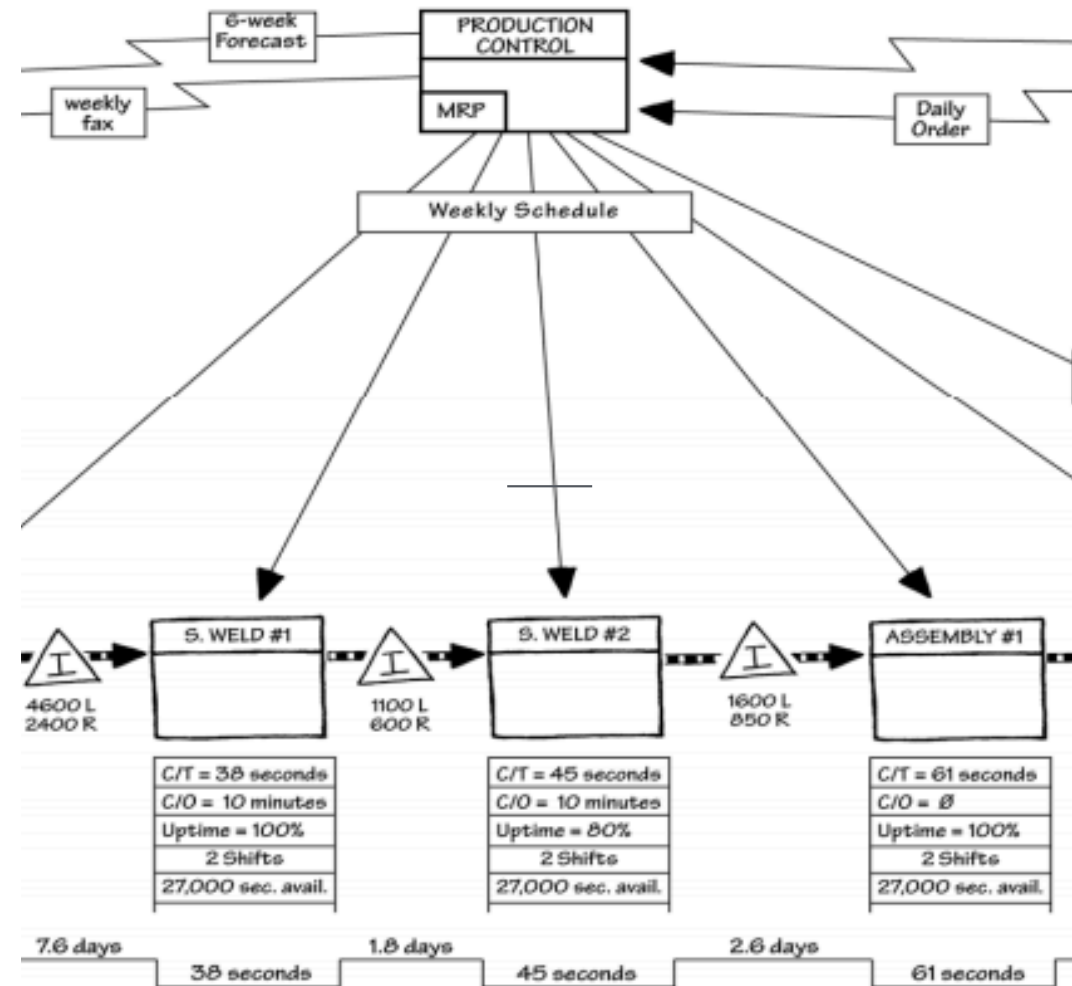 6-week
Forecast
PRODUCTION
CONTROL
weekly
fax
MRP
Daily
Order
Weekly Schedule
I
4600 L
2400 R
S. WELD #1
I
1100 L
600 R
S. WELD #2
I
1600 L
850 R
ASSEMBLY #1
C/T = 38 seconds
C/O = 10 minutes
Uptime = 100%
2 Shifts
27,000 sec. avail.
C/T = 45 seconds
C/O = 10 minutes
Uptime = 80%
2 Shifts
27,000 sec. avail.
C/T = 61 seconds
C/O = Ø
Uptime = 100%
2 Shifts
27,000 sec. avail.
7.6 days
38 seconds
1.8 days
45 seconds
2.6 days
61 seconds